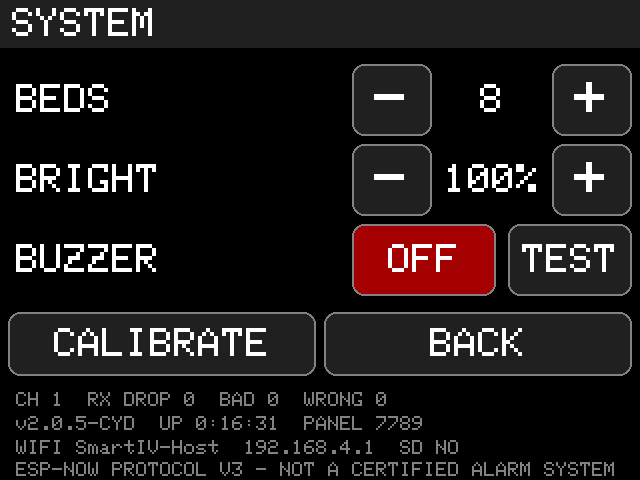 SYSTEM
BEDS - 8 +
BRIGHT - 100% +
BUZZER OFF TEST
CALIBRATE BACK
CH 1 RX DROP 0 BAD 0 WRONG 0
v2.0.5-CYD UP 0:16:31 PANEL 7789
WIFI SmartIV-Host 192.168.4.1 SD NO
ESP-NOW PROTOCOL V3 - NOT A CERTIFIED ALARM SYSTEM